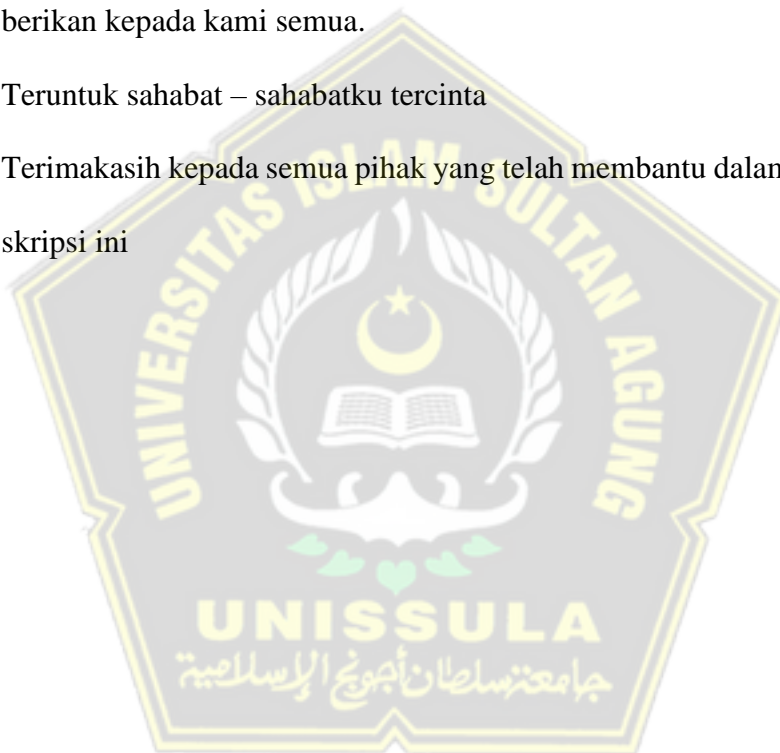 berikan kepada kami semua.
Teruntuk sahabat – sahabatku tercinta
Terimakasih kepada semua pihak yang telah membantu dalam
skripsi ini
UNIVERSITAS ISLAM SULTAN AGUNG
UNISSULA
جامعة سلطان أجونج الإسلامية